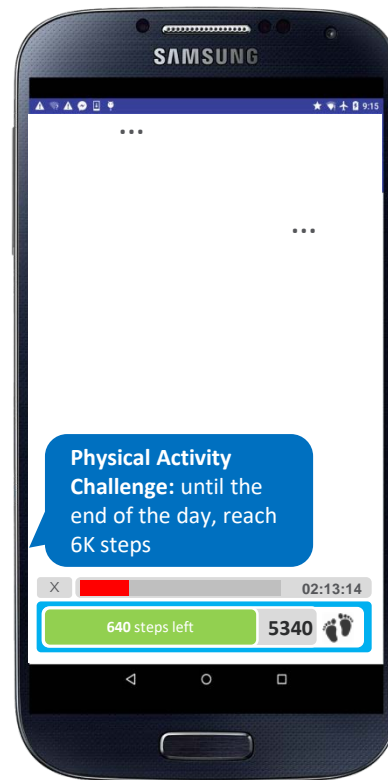 SAMSUNG
9:15
...
...
Physical Activity
Challenge: until the
end of the day, reach
6K steps
X 02:13:14
640 steps left 5340